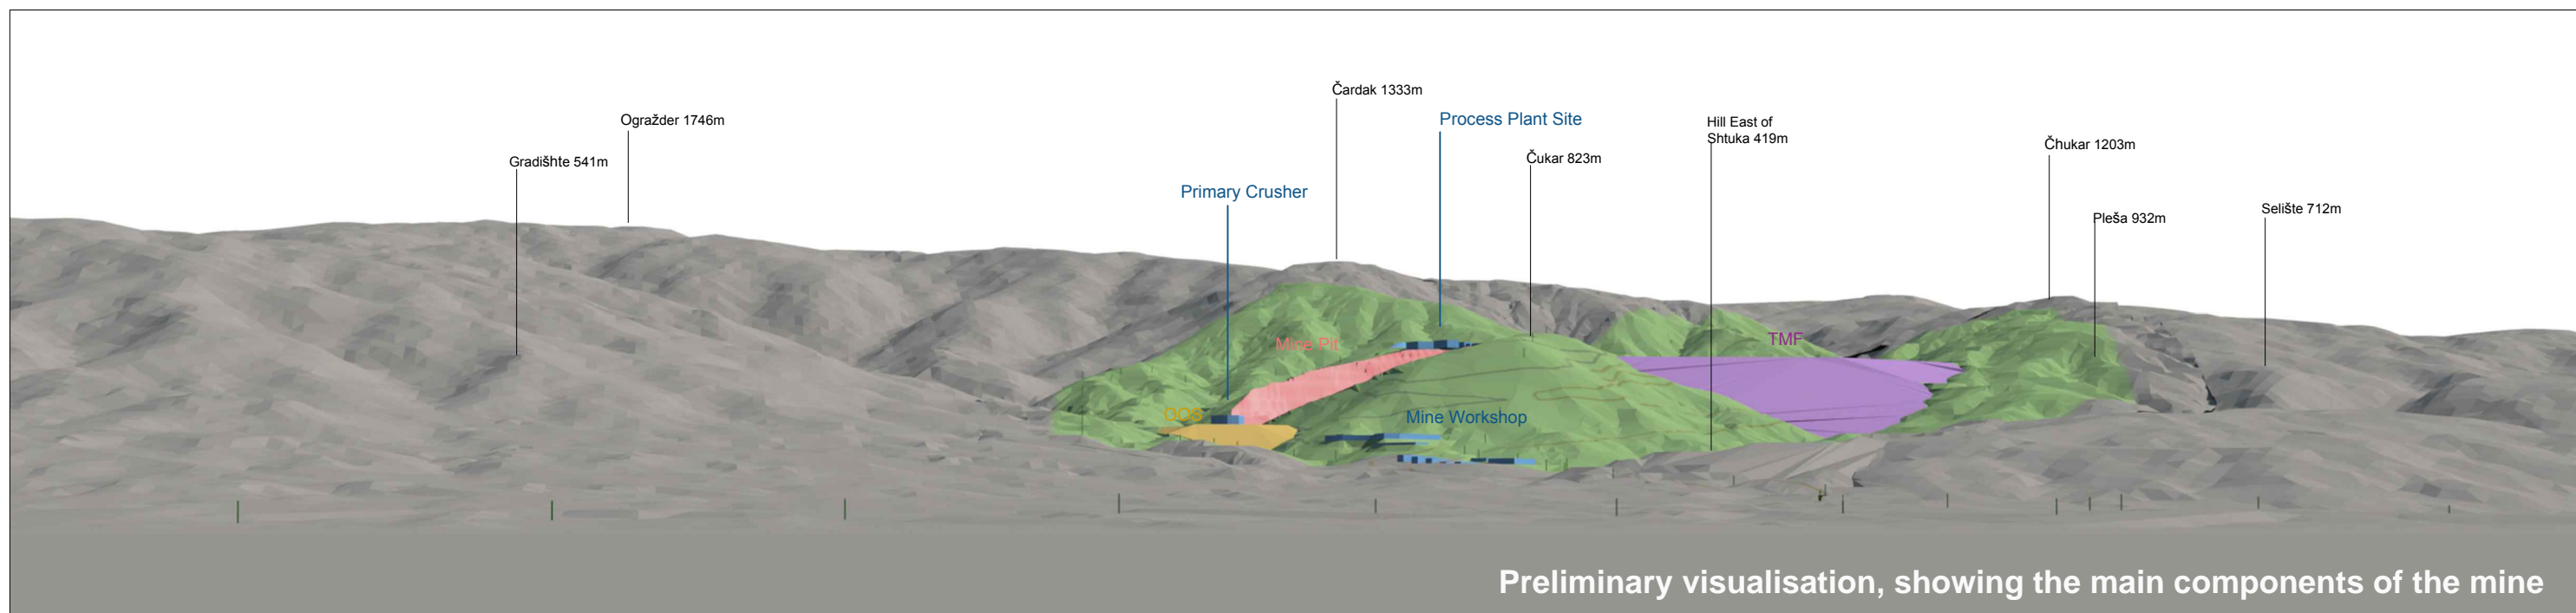 Čardak 1333m
Ogražder 1746m
Process Plant Site
Hill East of
Shtuka 419m
Čhukar 1203m
Gradišhte 541m
Čukar 823m
Primary Crusher
Selište 712m
Pleša 932m
TMF
Mine Pit
OOS
Mine Workshop
Preliminary visualisation, showing the main components of the mine